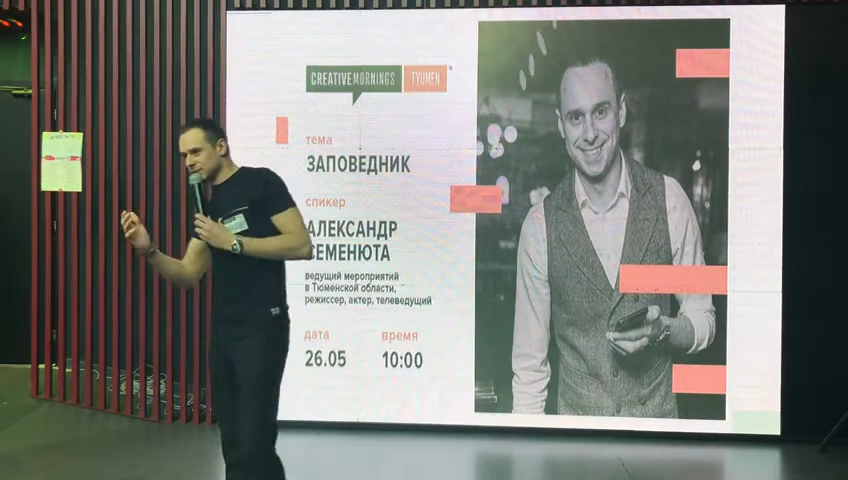 CREATIVEMORNINGS TYUMEN
тема
ЗАПОВЕДНИК
спикер
АЛЕКСАНДР
СЕМЕНЮТА
ведущий мероприятий
в Тюменской области,
режиссер, актер, телеведущий
дата время
26.05 10:00